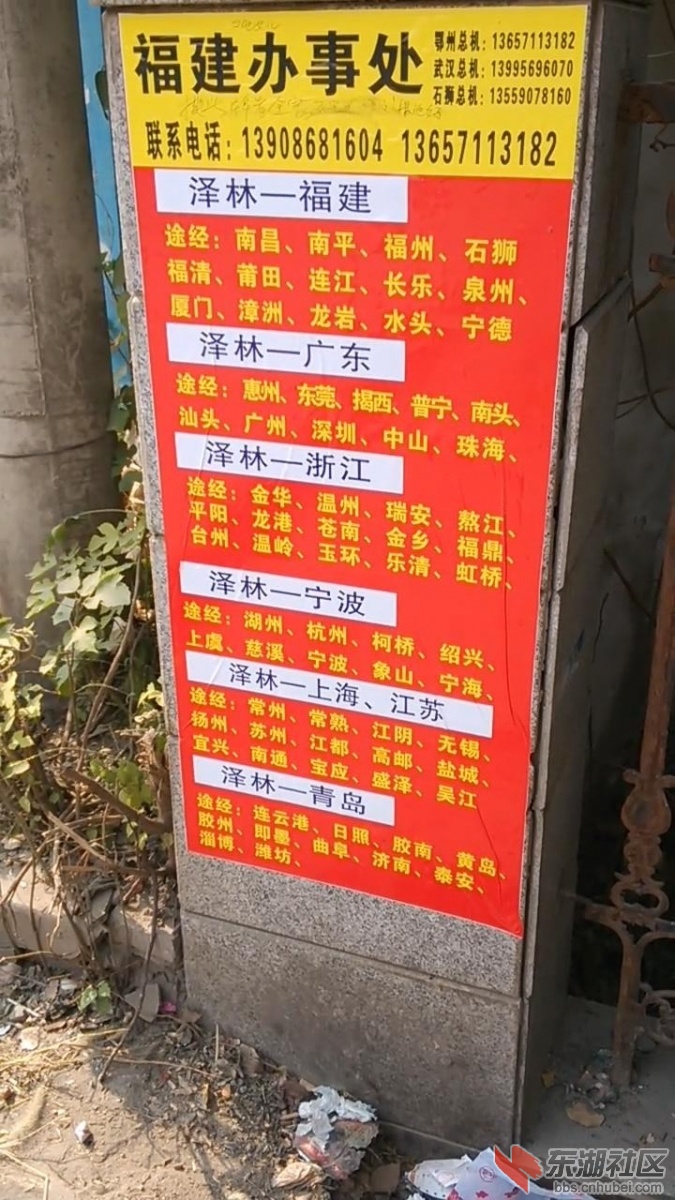 福建办事处
鄂州总机:13657113182
武汉总机:13995696070
石狮总机:13559078160
联系电话:13908681604 13657113182
泽林—福建
途经:南昌、南平、福州、石狮
福清、莆田、连江、长乐、泉州、
厦门、漳洲、龙岩、水头、宁德
泽林—广东
途经:惠州、东莞、揭西、普宁、南头、
汕头、广州、深圳、中山、珠海、
泽林—浙江
途经:金华、温州、瑞安、熬江、
平阳、龙港、苍南、金乡、福鼎、
台州、温岭、玉环、乐清、虹桥、
泽林—宁波
途经:湖州、杭州、柯桥、绍兴、
上虞、慈溪、宁波、象山、宁海、
泽林—上海、江苏
途经:常州、常熟、江阴、无锡、
扬州、苏州、江都、高邮、盐城、
宜兴、南通、宝应、盛泽、吴江
泽林—青岛
途经:连云港、日照、胶南、黄岛、
胶州、即墨、曲阜、济南、泰安、
淄博、潍坊、
东湖社区
bbs.cnhubei.com